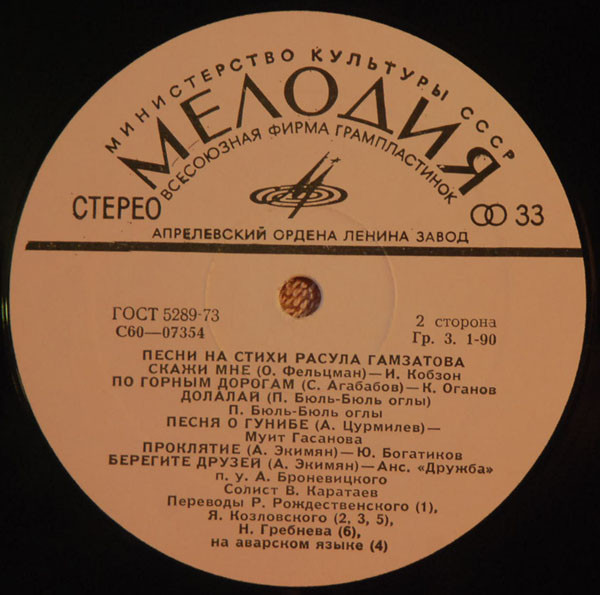 МИНИСТЕРСТВО КУЛЬТУРЫ СССР
МЕЛОДИЯ
ВСЕСОЮЗНАЯ ФИРМА ГРАМПЛАСТИНОК
СТЕРЕО
33
АПРЕЛЕВСКИЙ ОРДЕНА ЛЕНИНА ЗАВОД
ГОСТ 5289-73
С60—07354
2 сторона
Гр. 3. 1-90
ПЕСНИ НА СТИХИ РАСУЛА ГАМЗАТОВА
СКАЖИ МНЕ (О. Фельцман)—И. Кобзон
ПО ГОРНЫМ ДОРОГАМ (С. Агабабов)—К. Оганов
ДОЛАЛАЙ (П. Бюль-Бюль оглы)
П. Бюль-Бюль оглы
ПЕСНЯ О ГУНИБЕ (А. Цурмилев)—
Муит Гасанова
ПРОКЛЯТИЕ (А. Экимян)—Ю. Богатиков
БЕРЕГИТЕ ДРУЗЕЙ (А. Экимян)—Анс. «Дружба»
п. у. А. Броневицкого
Солист В. Каратаев
Переводы Р. Рождественского (1),
Я. Козловского (2, 3, 5),
Н. Гребнева (6),
на аварском языке (4)